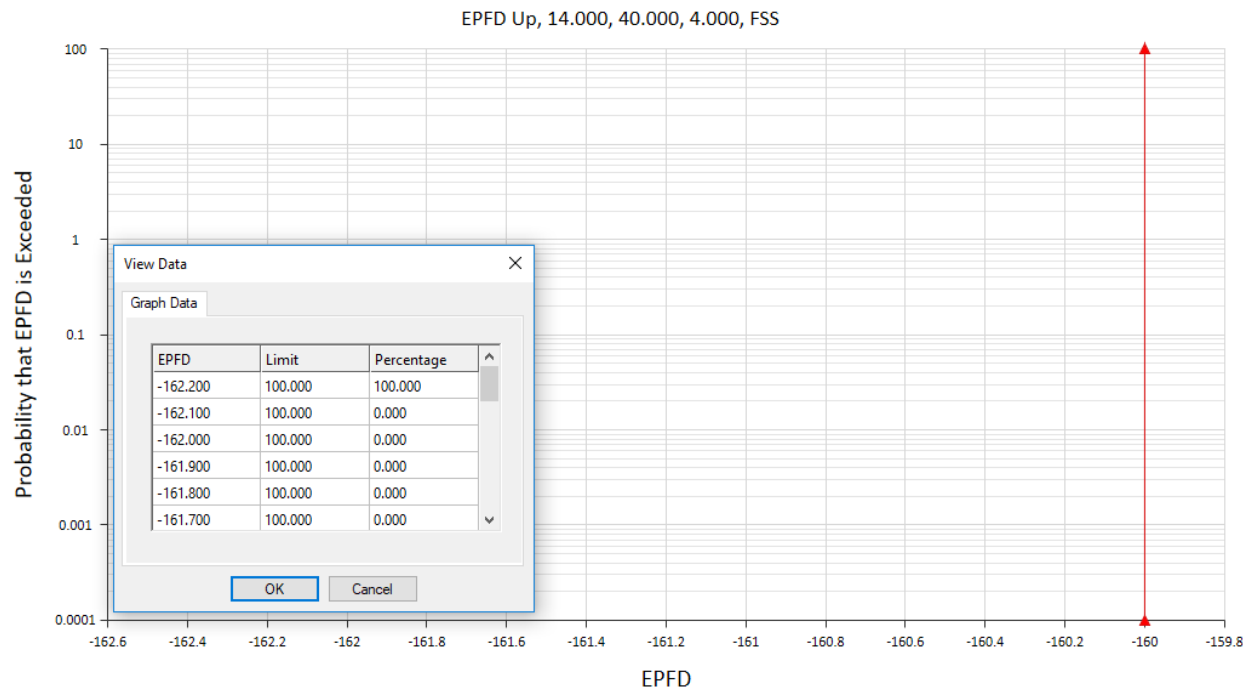 EPFD Up, 14.000, 40.000, 4.000, FSS
Probability that EPFD is Exceeded
100
10
1
0.1
0.01
0.001
0.0001
View Data
Graph Data
EPFD Limit Percentage
-162.200 100.000 100.000
-162.100 100.000 0.000
-162.000 100.000 0.000
-161.900 100.000 0.000
-161.800 100.000 0.000
-161.700 100.000 0.000
OK Cancel
-162.6 -162.4 -162.2 -162 -161.8 -161.6 -161.4 -161.2 -161 -160.8 -160.6 -160.4 -160.2 -160 -159.8
EPFD